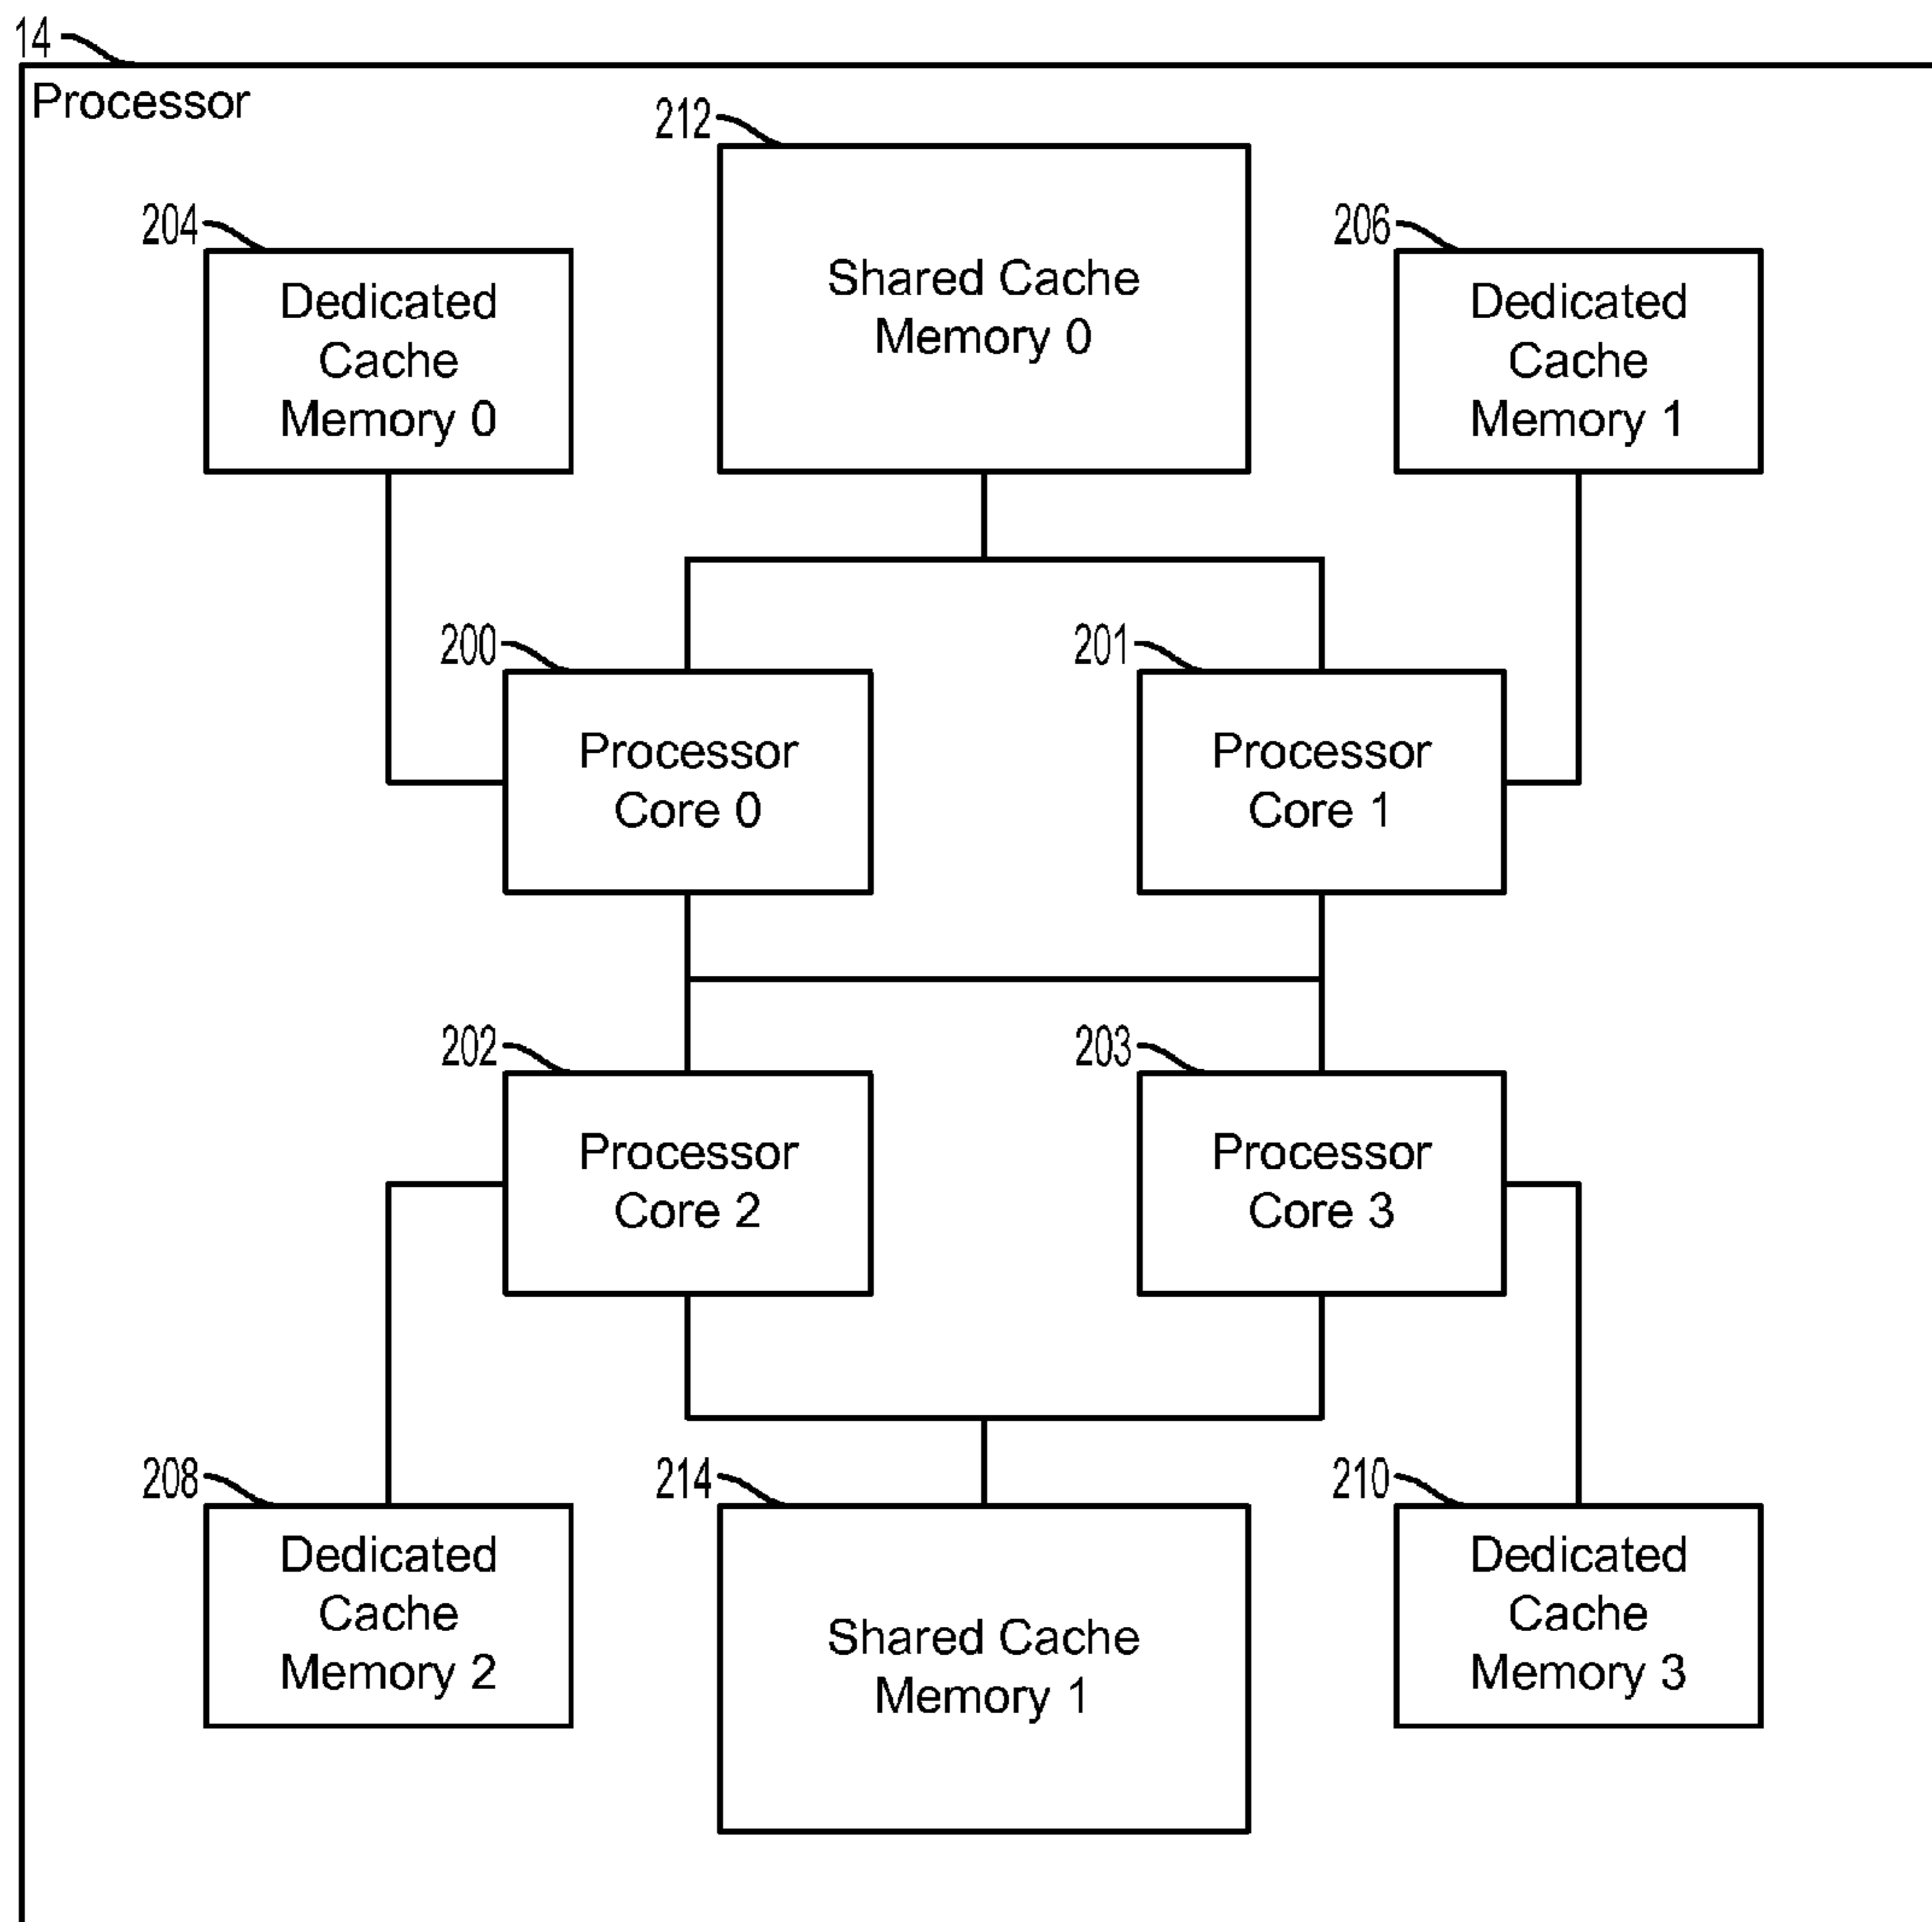 14
Processor
212
204
206
Shared Cache
Memory 0
Dedicated
Cache
Memory 0
Dedicated
Cache
Memory 1
200
201
Processor
Core 0
Processor
Core 1
202
203
Processor
Core 2
Processor
Core 3
208
214
210
Dedicated
Cache
Memory 2
Shared Cache
Memory 1
Dedicated
Cache
Memory 3